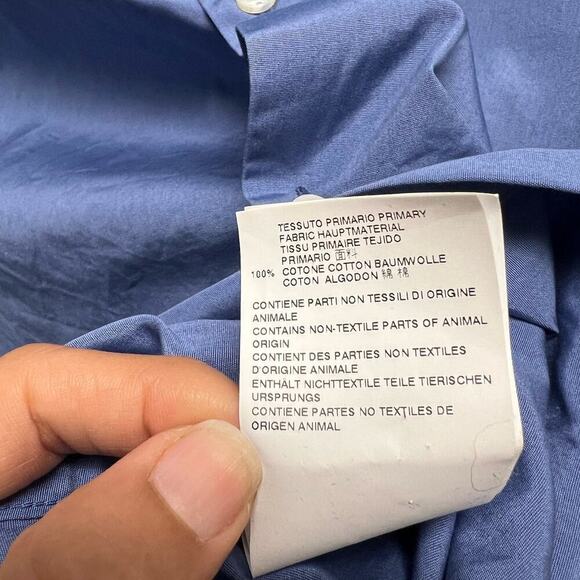 TESSUTO PRIMARIO PRIMARY
FABRIC HAUPTMATERIAL
TISSU PRIMAIRE TEJIDO
PRIMARIO 面料
100% COTONE COTTON BAUMWOLLE
COTON ALGODON 綿 棉
CONTIENE PARTI NON TESSILI DI ORIGINE
ANIMALE
CONTAINS NON-TEXTILE PARTS OF ANIMAL
ORIGIN
CONTIENT DES PARTIES NON TEXTILES
D'ORIGINE ANIMALE
ENTHÄLT NICHTTEXTILE TEILE TIERISCHEN
URSPRUNGS
CONTIENE PARTES NO TEXTILES DE
ORIGEN ANIMAL